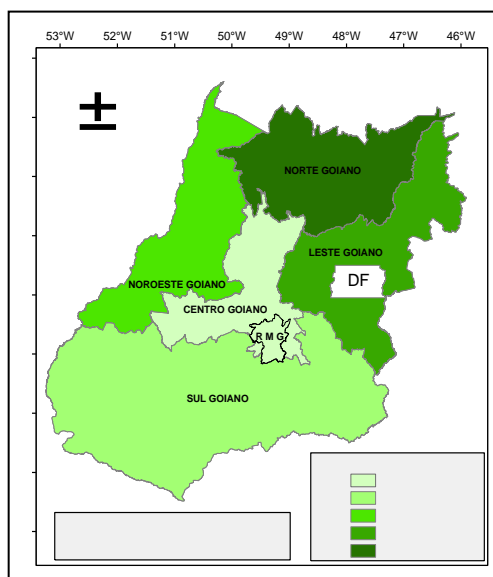 53°W 52°W 51°W 50°W 49°W 48°W 47°W 46°W
NORTE GOIANO
LESTE GOIANO
DF
NOROESTE GOIANO
CENTRO GOIANO
R M G
SUL GOIANO